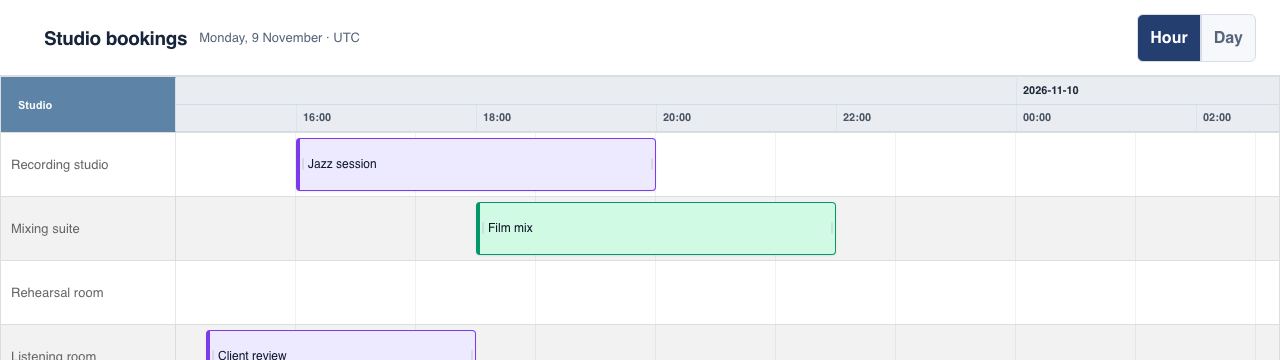 Studio bookings Monday, 9 November · UTC
Hour Day
Studio
2026-11-10
16:00 18:00 20:00 22:00 00:00 02:00
Recording studio
Jazz session
Mixing suite
Film mix
Rehearsal room
Listening room
Client review